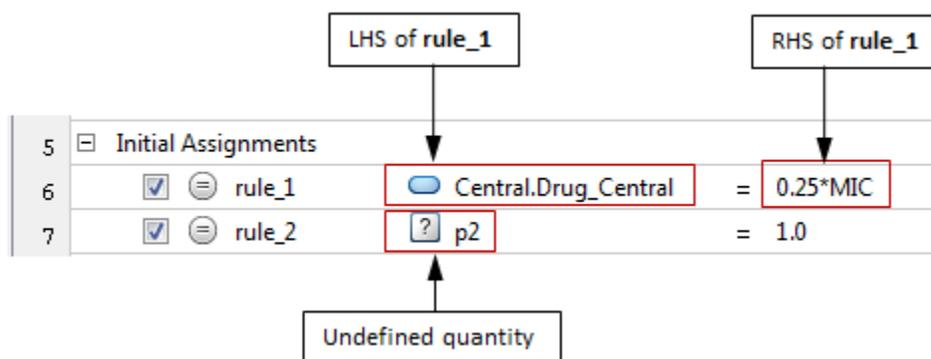 LHS of rule_1
RHS of rule_1
5 Initial Assignments
6 rule_1 Central.Drug_Central = 0.25*MIC
7 rule_2 ? p2 = 1.0
Undefined quantity